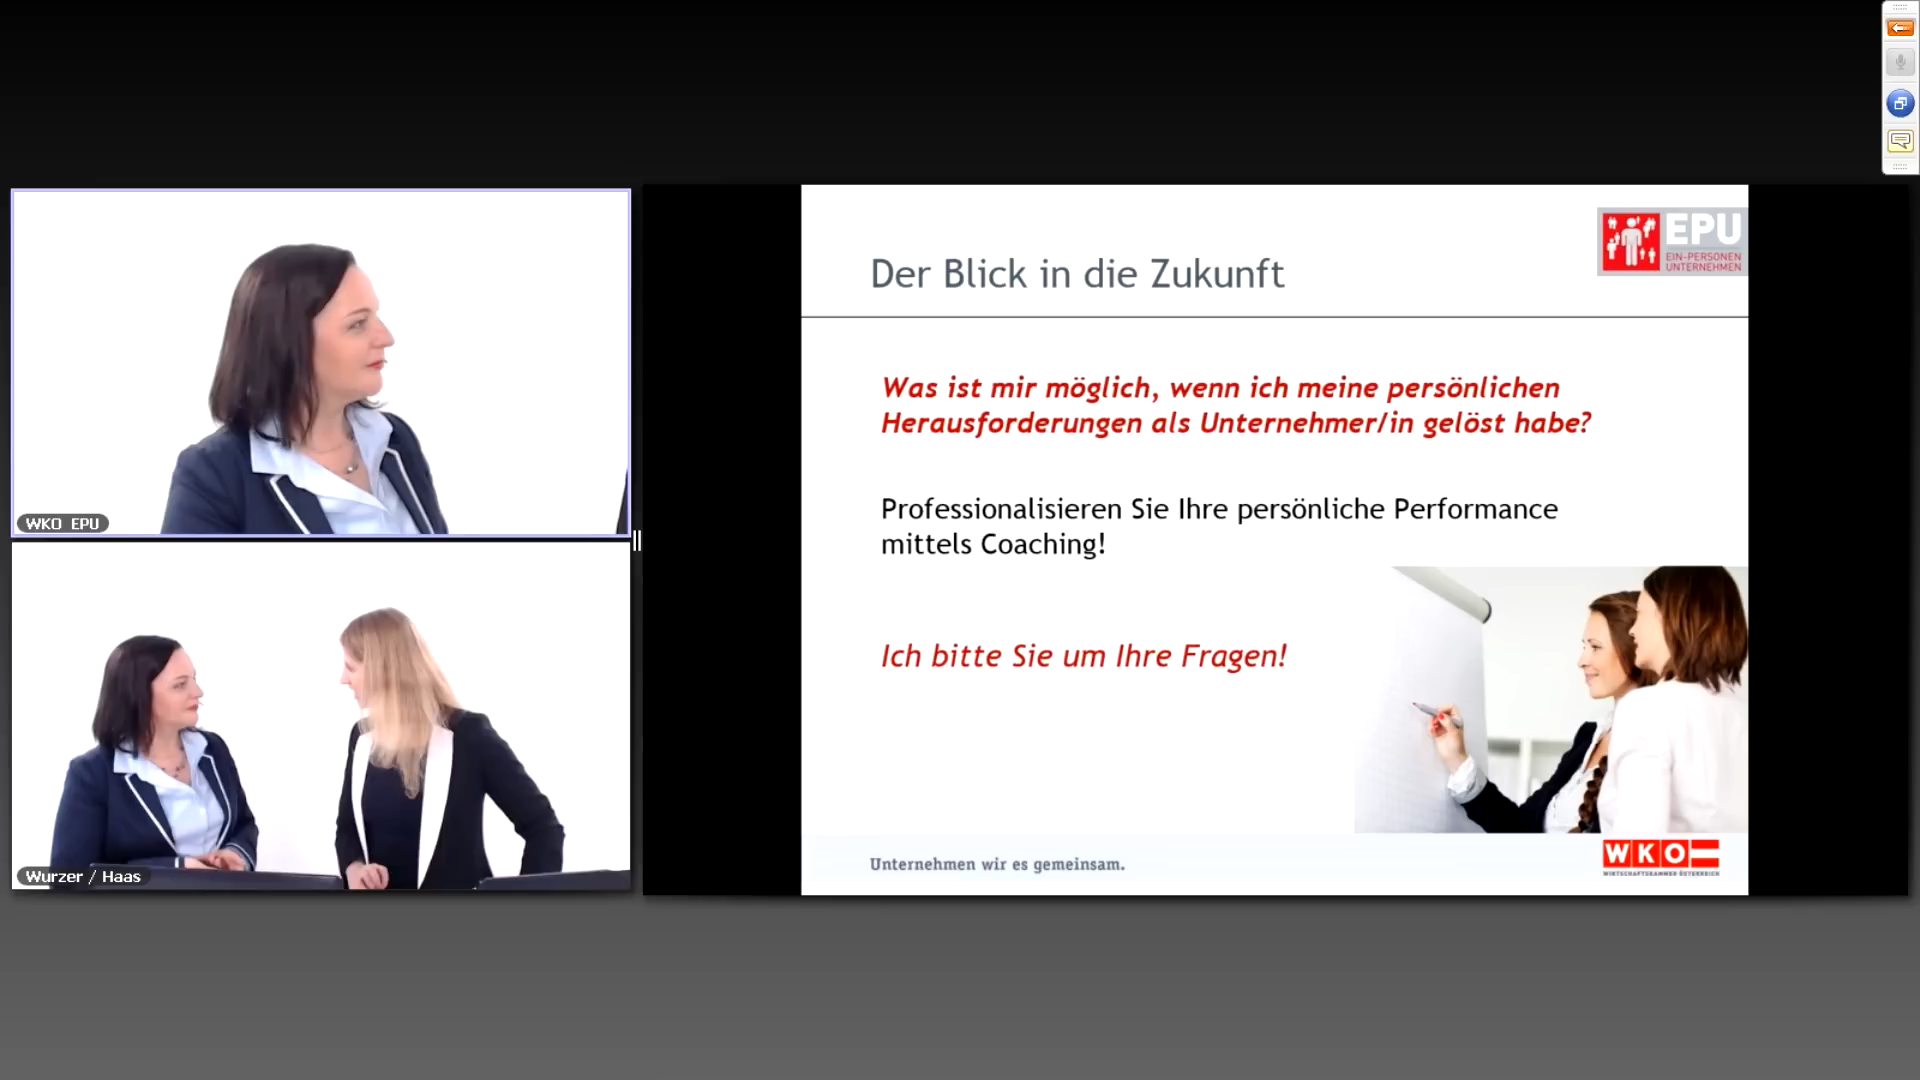 WKO EPU
Wurzer / Haas
EPU
EIN-PERSONEN
UNTERNEHMEN
Der Blick in die Zukunft
Was ist mir möglich, wenn ich meine persönlichen
Herausforderungen als Unternehmer/in gelöst habe?
Professionalisieren Sie Ihre persönliche Performance
mittels Coaching!
Ich bitte Sie um Ihre Fragen!
Unternehmen wir es gemeinsam.
WKO
WIRTSCHAFTSKAMMER ÖSTERREICH